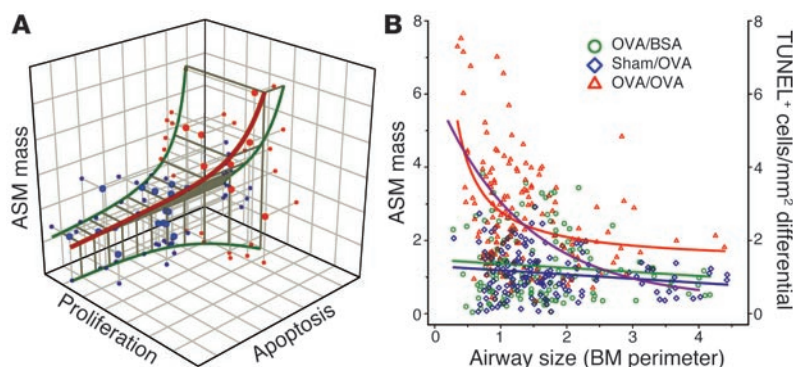 A
ASM mass
Proliferation
Apoptosis
B
ASM mass
8
6
4
2
0
OVA/BSA
Sham/OVA
OVA/OVA
0
1
2
3
4
Airway size (BM perimeter)
8
6
4
2
0
TUNEL⁺
cells/mm² differential